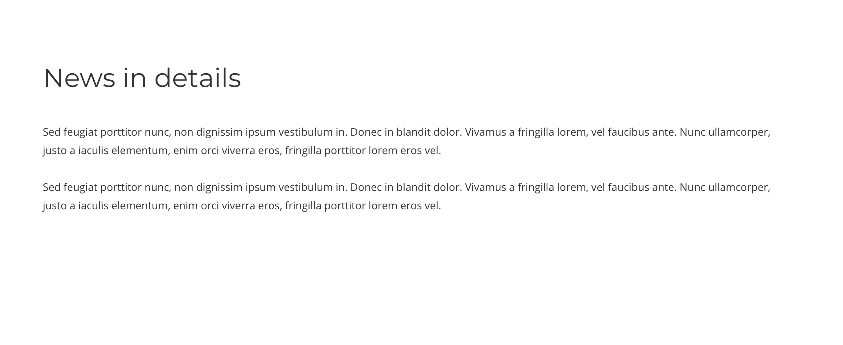 News in details
Sed feugiat porttitor nunc, non dignissim ipsum vestibulum in. Donec in blandit dolor. Vivamus a fringilla lorem, vel faucibus ante. Nunc ullamcorper,
justo a iaculis elementum, enim orci viverra eros, fringilla porttitor lorem eros vel.
Sed feugiat porttitor nunc, non dignissim ipsum vestibulum in. Donec in blandit dolor. Vivamus a fringilla lorem, vel faucibus ante. Nunc ullamcorper,
justo a iaculis elementum, enim orci viverra eros, fringilla porttitor lorem eros vel.